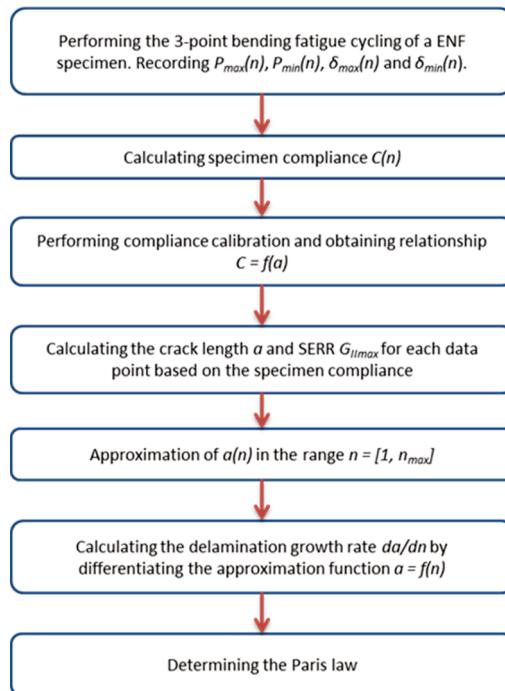 Performing the 3-point bending fatigue cycling of a ENF
specimen. Recording Pmax(n), Pmin(n), δmax(n) and δmin(n).
Calculating specimen compliance C(n)
Performing compliance calibration and obtaining relationship
C = f(a)
Calculating the crack length a and SERR GIImax for each data
point based on the specimen compliance
Approximation of a(n) in the range n = [1, nmax]
Calculating the delamination growth rate da/dn by
differentiating the approximation function a = f(n)
Determining the Paris law